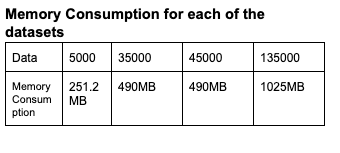 Memory Consumption for each of the
datasets
Data 5000 35000 45000 135000
Memory 251.2 490MB 490MB 1025MB
Consum MB
ption